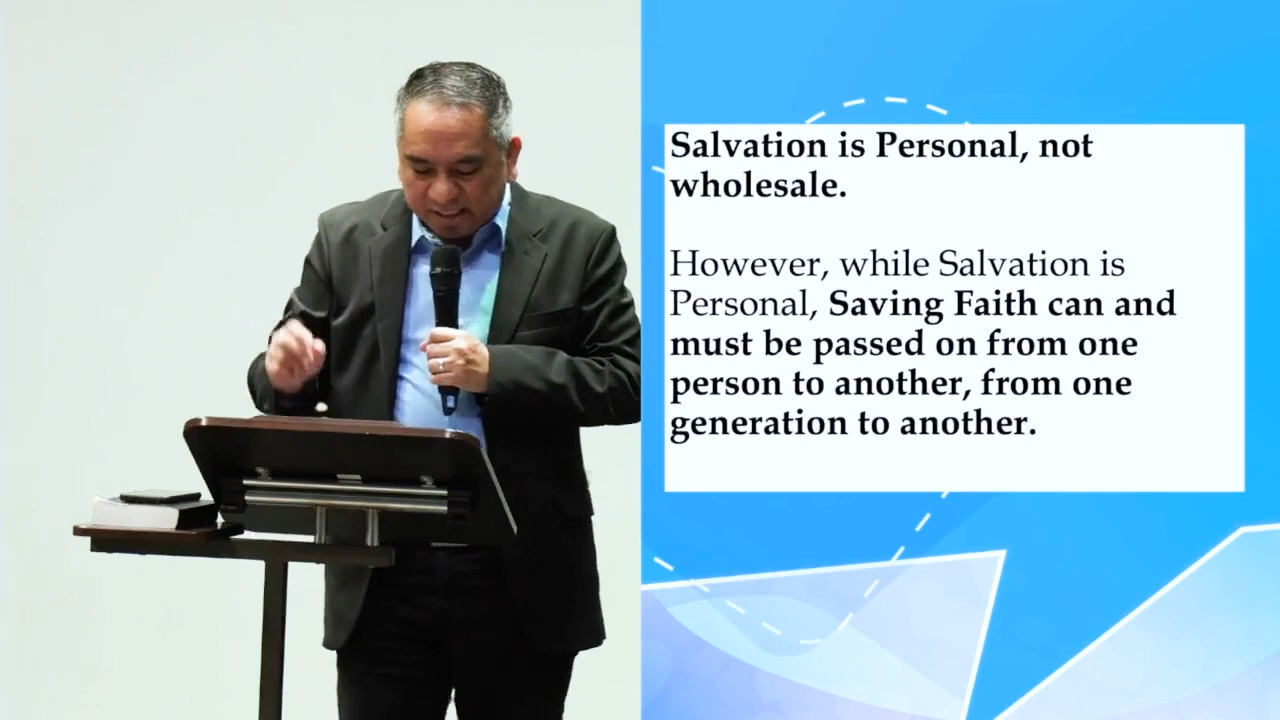 Salvation is Personal, not
wholesale.
However, while Salvation is
Personal, Saving Faith can and
must be passed on from one
person to another, from one
generation to another.